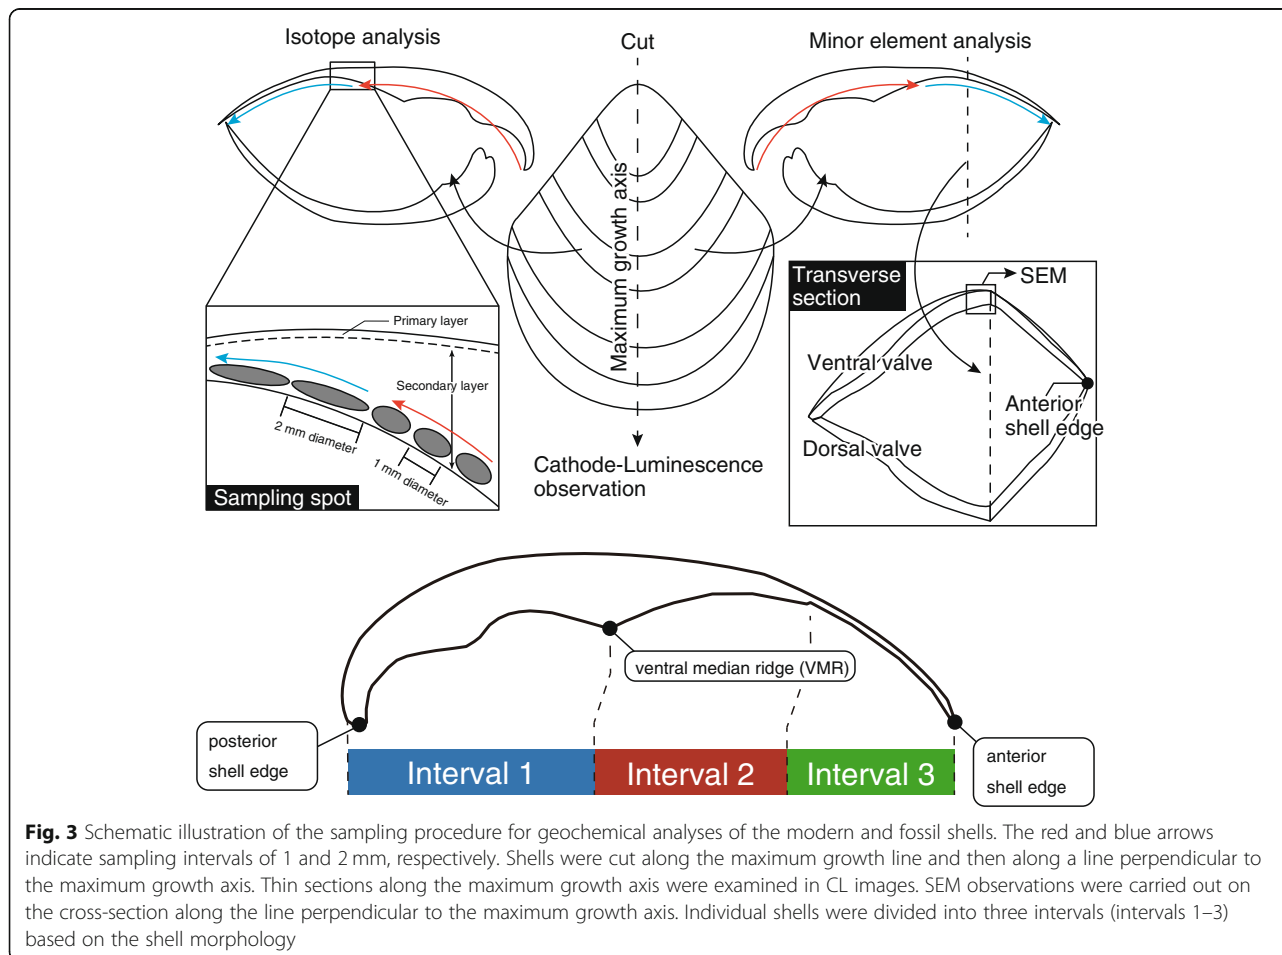 Isotope analysis
Cut
Minor element analysis
Maximum growth axis
Primary layer
Secondary layer
2 mm diameter
1 mm diameter
Sampling spot
Cathode-Luminescence
observation
Transverse
section
SEM
Ventral valve
Anterior
shell edge
Dorsal valve
ventral median ridge (VMR)
posterior
shell edge
Interval 1
Interval 2
Interval 3
anterior
shell edge
Fig. 3 Schematic illustration of the sampling procedure for geochemical analyses of the modern and fossil shells. The red and blue arrows
indicate sampling intervals of 1 and 2 mm, respectively. Shells were cut along the maximum growth line and then along a line perpendicular to
the maximum growth axis. Thin sections along the maximum growth axis were examined in CL images. SEM observations were carried out on
the cross-section along the line perpendicular to the maximum growth axis. Individual shells were divided into three intervals (intervals 1–3)
based on the shell morphology